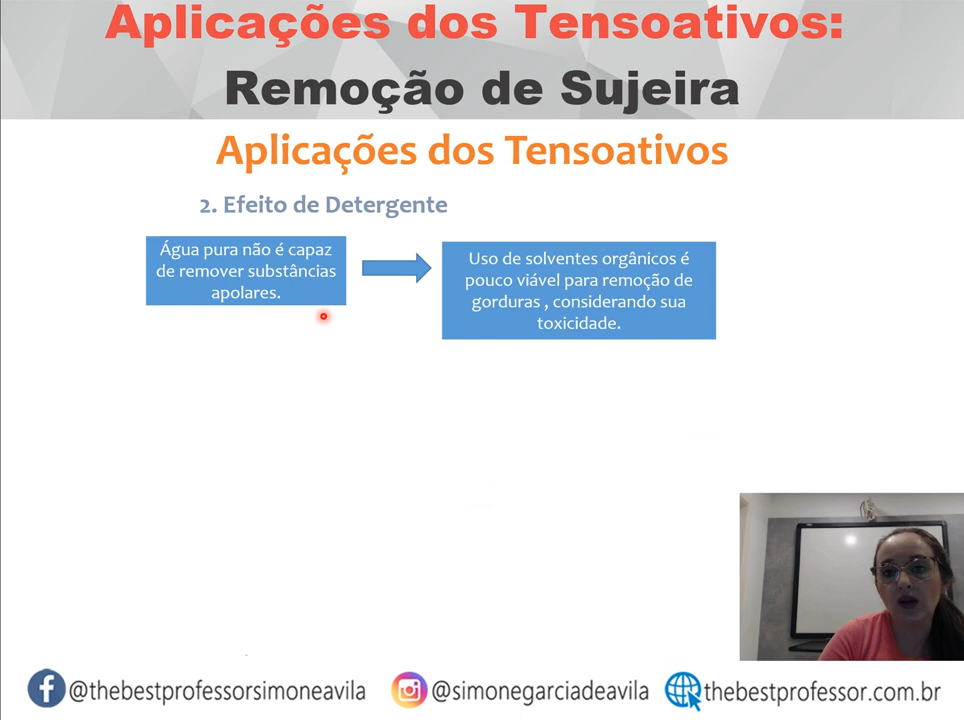 Aplicações dos Tensoativos:
Remoção de Sujeira
Aplicações dos Tensoativos
2. Efeito de Detergente
Água pura não é capaz
de remover substâncias
apolares.
Uso de solventes orgânicos é
pouco viável para remoção de
gorduras , considerando sua
toxicidade.
@thebestprofessorsimoneavila
@simonegarciadeavila
thebestprofessor.com.br